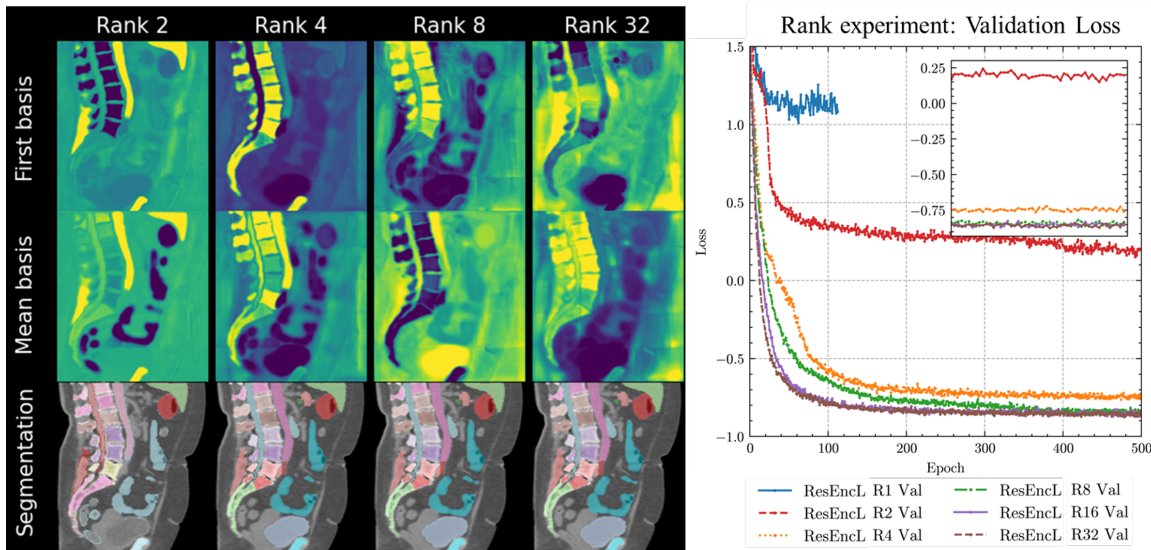 Rank 2 Rank 4 Rank 8 Rank 32
First basis
Mean basis
Segmentation
Rank experiment: Validation Loss
1.5
1.0
0.5
0.0
−0.5
−1.0
Loss
0.25
0.00
−0.25
−0.50
−0.75
0 100 200 300 400 500
Epoch
ResEncL R1 Val
ResEncL R2 Val
ResEncL R4 Val
ResEncL R8 Val
ResEncL R16 Val
ResEncL R32 Val